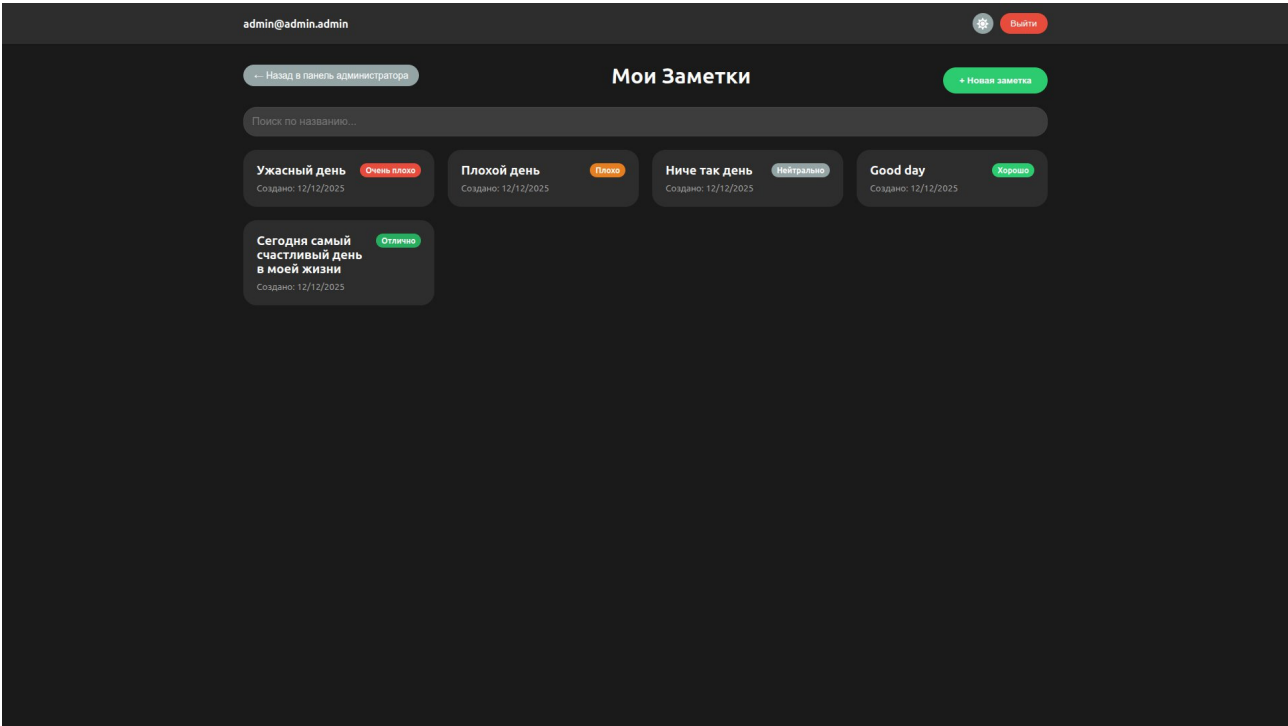 admin@admin.admin
Выйти
← Назад в панель администратора
Мои Заметки
+ Новая заметка
Поиск по названию...
Ужасный день
Очень плохо
Создано: 12/12/2025
Плохой день
Плохо
Создано: 12/12/2025
Ниче так день
Нейтрально
Создано: 12/12/2025
Good day
Хорошо
Создано: 12/12/2025
Сегодня самый
счастливый день
в моей жизни
Отлично
Создано: 12/12/2025